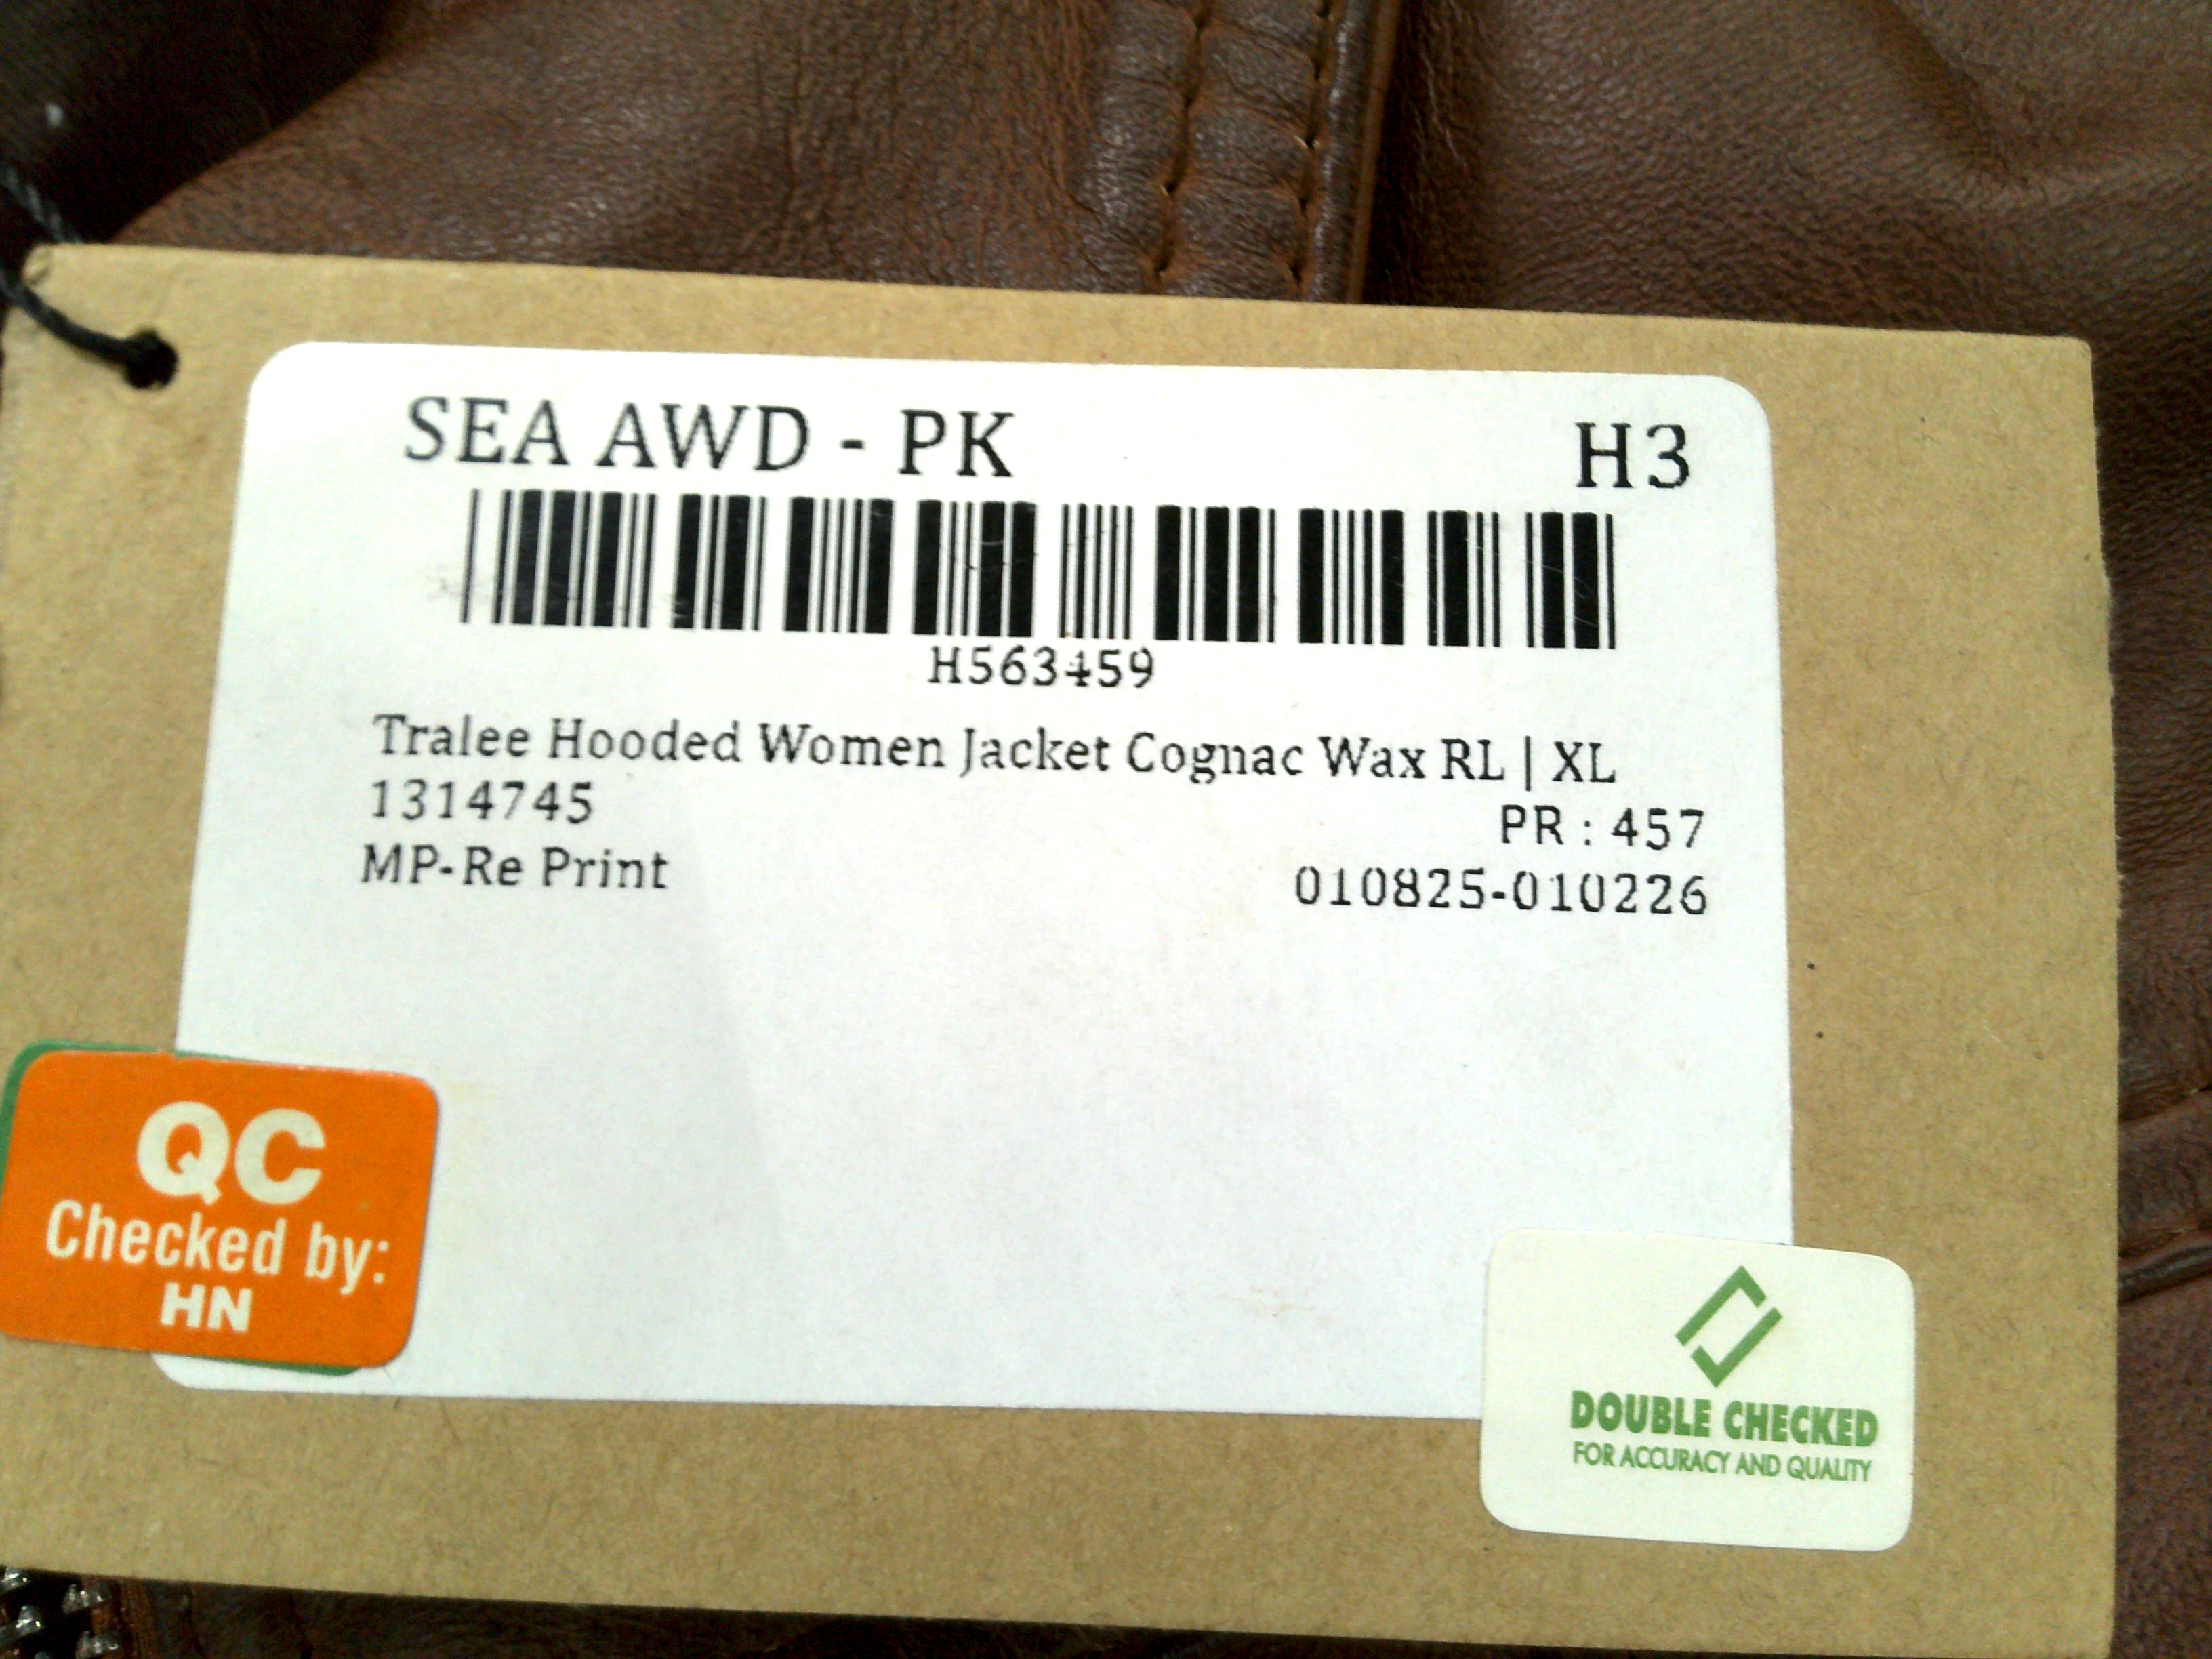 SEA AWD - PK H3
H563459
Tralee Hooded Women Jacket Cognac Wax RL | XL
1314745 PR : 457
MP-Re Print 010825-010226
QC
Checked by:
HN
DOUBLE CHECKED
FOR ACCURACY AND QUALITY